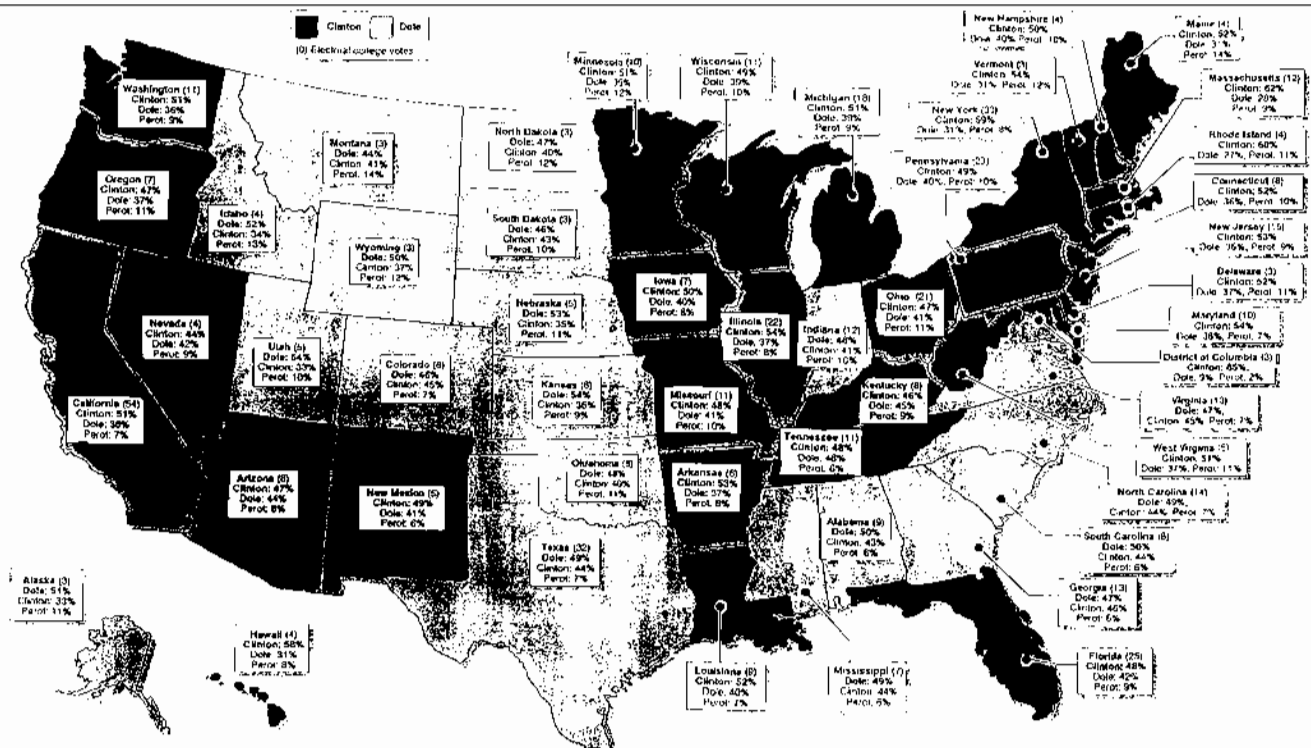 Clinton
Dole
(0) Electoral college votes
Washington (11)
Clinton: 51%
Dole: 36%
Perot: 9%
Oregon (7)
Clinton: 47%
Dole: 37%
Perot: 11%
Idaho (4)
Dole: 52%
Clinton: 34%
Perot: 13%
Montana (3)
Dole: 44%
Clinton: 41%
Perot: 14%
Wyoming (3)
Dole: 50%
Clinton: 37%
Perot: 12%
North Dakota (3)
Dole: 47%
Clinton: 40%
Perot: 12%
South Dakota (3)
Dole: 46%
Clinton: 43%
Perot: 10%
Nebraska (5)
Dole: 53%
Clinton: 35%
Perot: 11%
Nevada (4)
Clinton: 44%
Dole: 42%
Perot: 9%
Utah (5)
Dole: 54%
Clinton: 33%
Perot: 10%
Colorado (8)
Dole: 46%
Clinton: 45%
Perot: 7%
Kansas (6)
Dole: 54%
Clinton: 36%
Perot: 9%
California (54)
Clinton: 51%
Dole: 38%
Perot: 7%
Arizona (8)
Clinton: 47%
Dole: 44%
Perot: 8%
New Mexico (5)
Clinton: 49%
Dole: 41%
Perot: 6%
Oklahoma (8)
Dole: 48%
Clinton: 40%
Perot: 11%
Texas (32)
Dole: 49%
Clinton: 44%
Perot: 7%
Alaska (3)
Dole: 51%
Clinton: 33%
Perot: 11%
Hawaii (4)
Clinton: 58%
Dole: 31%
Perot: 8%
Minnesota (10)
Clinton: 51%
Dole: 35%
Perot: 12%
Wisconsin (11)
Clinton: 49%
Dole: 39%
Perot: 10%
Michigan (18)
Clinton: 51%
Dole: 39%
Perot: 9%
Iowa (7)
Clinton: 50%
Dole: 40%
Perot: 8%
Illinois (22)
Clinton: 54%
Dole: 37%
Perot: 8%
Indiana (12)
Dole: 48%
Clinton: 41%
Perot: 10%
Ohio (21)
Clinton: 47%
Dole: 41%
Perot: 11%
Missouri (11)
Clinton: 48%
Dole: 41%
Perot: 10%
Kentucky (8)
Clinton: 46%
Dole: 45%
Perot: 9%
Tennessee (11)
Clinton: 48%
Dole: 46%
Perot: 6%
Arkansas (6)
Clinton: 53%
Dole: 37%
Perot: 8%
Alabama (9)
Dole: 50%
Clinton: 43%
Perot: 6%
Louisiana (9)
Clinton: 52%
Dole: 40%
Perot: 7%
Mississippi (7)
Dole: 49%
Clinton: 44%
Perot: 6%
New Hampshire (4)
Clinton: 50%
Dole: 40%, Perot: 10%
Vermont (3)
Clinton: 54%
Dole: 31%, Perot: 12%
New York (33)
Clinton: 59%
Dole: 31%, Perot: 8%
Pennsylvania (23)
Clinton: 49%
Dole: 40%, Perot: 10%
Maine (4)
Clinton: 52%
Dole: 31%
Perot: 14%
Massachusetts (12)
Clinton: 62%
Dole: 28%
Perot: 9%
Rhode Island (4)
Clinton: 60%
Dole: 27%, Perot: 11%
Connecticut (8)
Clinton: 52%
Dole: 36%, Perot: 10%
New Jersey (15)
Clinton: 53%
Dole: 36%, Perot: 9%
Delaware (3)
Clinton: 52%
Dole: 37%, Perot: 11%
Maryland (10)
Clinton: 54%
Dole: 38%, Perot: 7%
District of Columbia (3)
Clinton: 85%
Dole: 9%, Perot: 2%
Virginia (13)
Dole: 47%,
Clinton: 45%, Perot: 7%
West Virginia (5)
Clinton: 51%
Dole: 37%, Perot: 11%
North Carolina (14)
Dole: 49%,
Clinton: 44%, Perot: 7%
South Carolina (8)
Dole: 50%
Clinton: 44%
Perot: 6%
Georgia (13)
Dole: 47%
Clinton: 46%
Perot: 6%
Florida (25)
Clinton: 48%
Dole: 42%
Perot: 9%